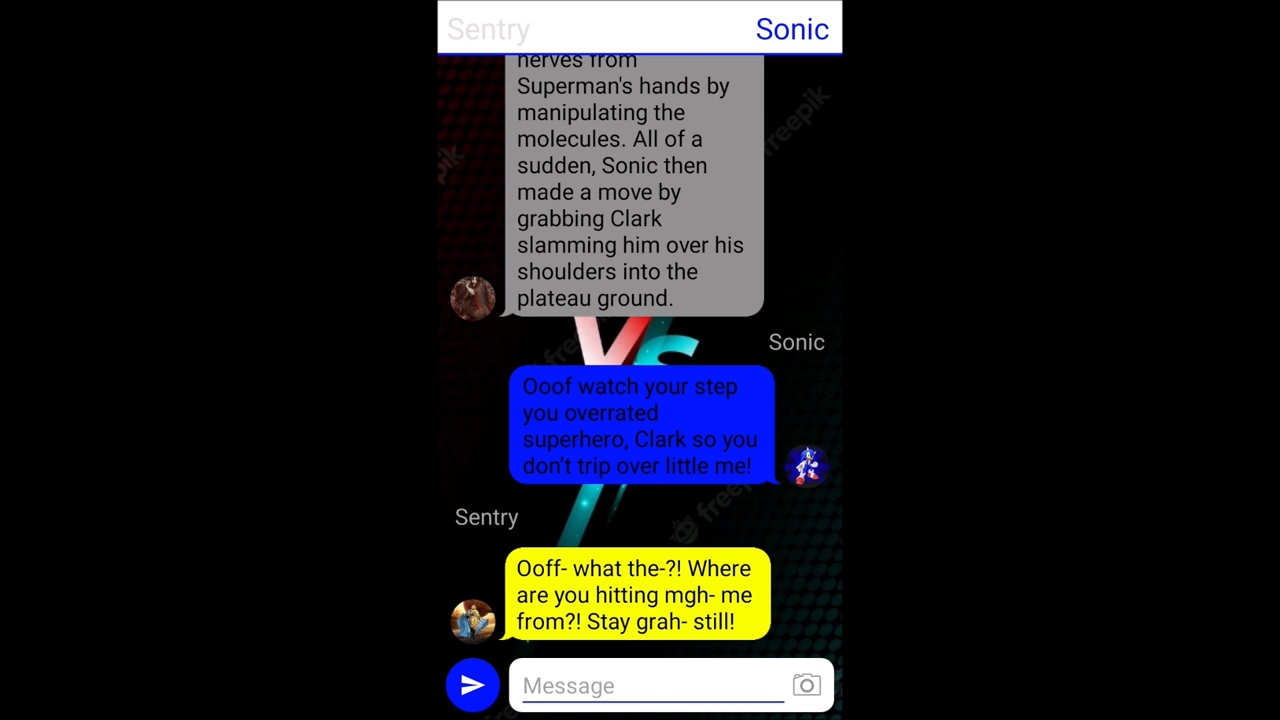 Sentry
Sonic
nerves from
Superman's hands by
manipulating the
molecules. All of a
sudden, Sonic then
made a move by
grabbing Clark
slamming him over his
shoulders into the
plateau ground.
VS
Sonic
Ooof watch your step
you overrated
superhero, Clark so you
don't trip over little me!
Sentry
Ooff- what the-?! Where
are you hitting mgh- me
from?! Stay grah- still!
Message
freepik